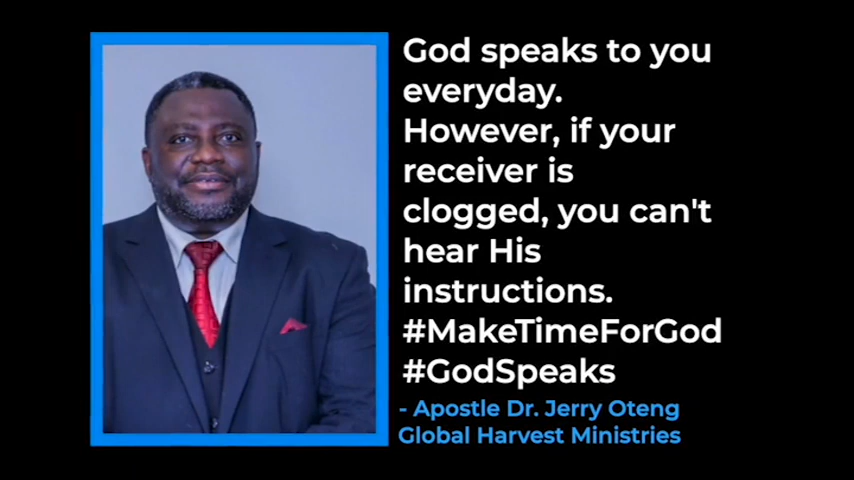 God speaks to you
everyday.
However, if your
receiver is
clogged, you can't
hear His
instructions.
#MakeTimeForGod
#GodSpeaks
- Apostle Dr. Jerry Oteng
Global Harvest Ministries